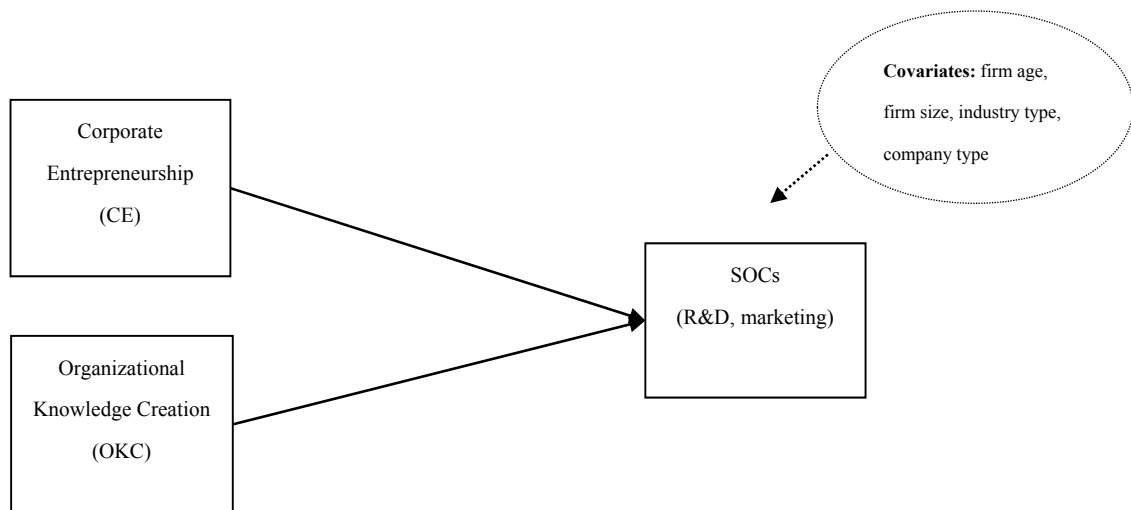 Covariates: firm age,
firm size, industry type,
company type
Corporate
Entrepreneurship
(CE)
SOCs
(R&D, marketing)
Organizational
Knowledge Creation
(OKC)